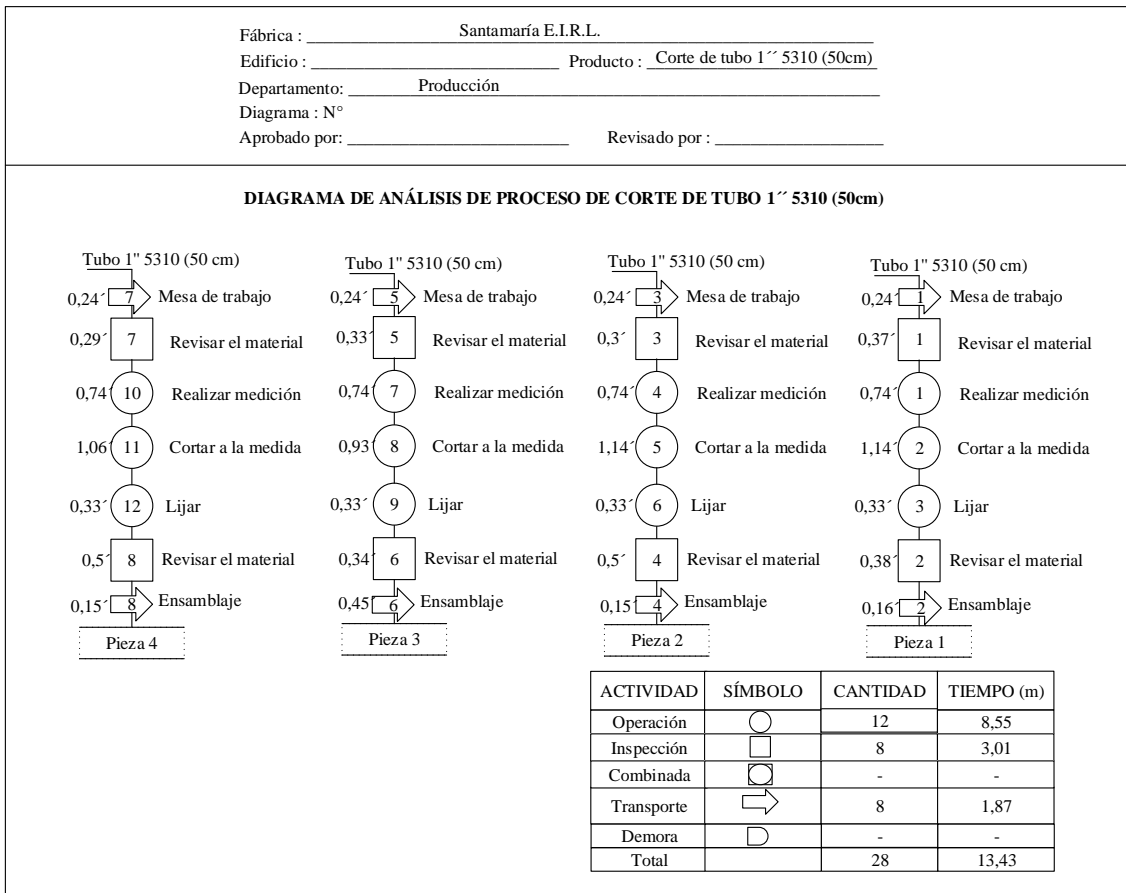 Fábrica : Santamaría E.I.R.L.
Edificio : Producto : Corte de tubo 1´´ 5310 (50cm)
Departamento: Producción
Diagrama : N°
Aprobado por: Revisado por :
DIAGRAMA DE ANÁLISIS DE PROCESO DE CORTE DE TUBO 1´´ 5310 (50cm)
Tubo 1" 5310 (50 cm)
0,24´ 7 Mesa de trabajo
0,29´ 7 Revisar el material
0,74´ 10 Realizar medición
1,06´ 11 Cortar a la medida
0,33´ 12 Lijar
0,5´ 8 Revisar el material
0,15´ 8 Ensamblaje
Pieza 4
Tubo 1" 5310 (50 cm)
0,24´ 5 Mesa de trabajo
0,33´ 5 Revisar el material
0,74´ 7 Realizar medición
0,93´ 8 Cortar a la medida
0,33´ 9 Lijar
0,34´ 6 Revisar el material
0,45´ 6 Ensamblaje
Pieza 3
Tubo 1" 5310 (50 cm)
0,24´ 3 Mesa de trabajo
0,3´ 3 Revisar el material
0,74´ 4 Realizar medición
1,14´ 5 Cortar a la medida
0,33´ 6 Lijar
0,5´ 4 Revisar el material
0,15´ 4 Ensamblaje
Pieza 2
Tubo 1" 5310 (50 cm)
0,24´ 1 Mesa de trabajo
0,37´ 1 Revisar el material
0,74´ 1 Realizar medición
1,14´ 2 Cortar a la medida
0,33´ 3 Lijar
0,38´ 2 Revisar el material
0,16´ 2 Ensamblaje
Pieza 1
ACTIVIDAD SÍMBOLO CANTIDAD TIEMPO (m)
Operación 12 8,55
Inspección 8 3,01
Combinada - -
Transporte 8 1,87
Demora - -
Total 28 13,43